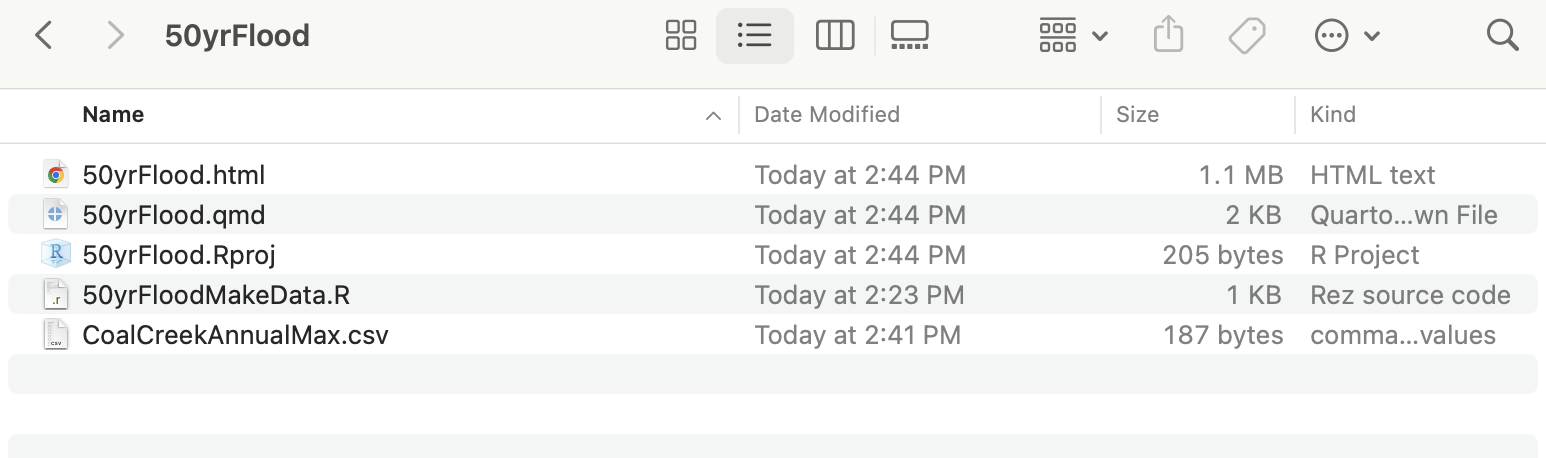 50yrFlood
Name Date Modified Size Kind
50yrFlood.html Today at 2:44 PM 1.1 MB HTML text
50yrFlood.qmd Today at 2:44 PM 2 KB Quarto...wn File
50yrFlood.Rproj Today at 2:44 PM 205 bytes R Project
50yrFloodMakeData.R Today at 2:23 PM 1 KB Rez source code
CoalCreekAnnualMax.csv Today at 2:41 PM 187 bytes comma...values